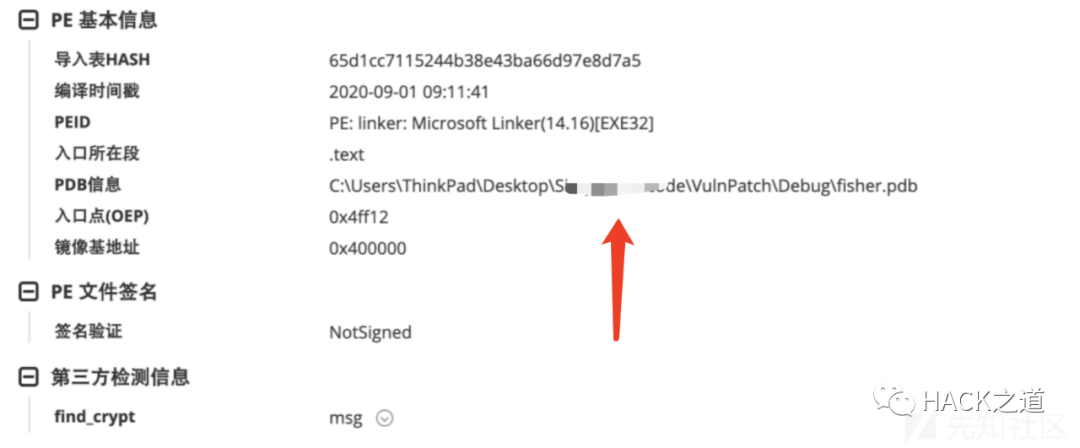 PE 基本信息
导入表HASH 65d1cc7115244b38e43ba66d97e8d7a5
编译时间戳 2020-09-01 09:11:41
PEID PE: linker: Microsoft Linker(14.16)[EXE32]
入口所在段 .text
PDB信息 C:\Users\ThinkPad\Desktop\Si ode\VulnPatch\Debug\fisher.pdb
入口点(OEP) 0x4ff12
镜像基地址 0x400000
PE 文件签名
签名验证 NotSigned
第三方检测信息
find_crypt msg
HACK之道
先知社区